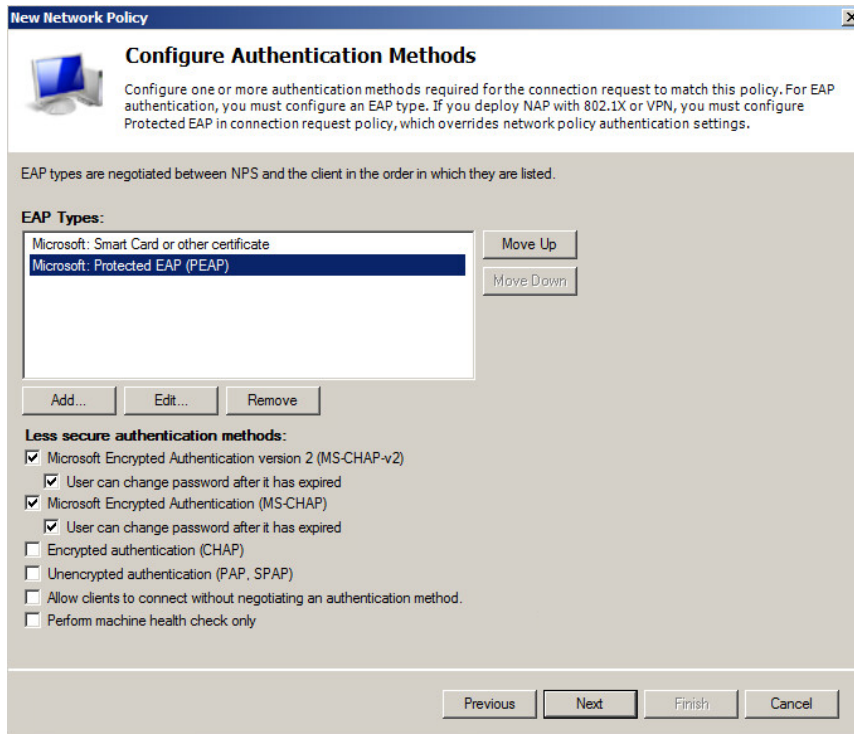 New Network Policy
Configure Authentication Methods
Configure one or more authentication methods required for the connection request to match this policy. For EAP
authentication, you must configure an EAP type. If you deploy NAP with 802.1X or VPN, you must configure
Protected EAP in connection request policy, which overrides network policy authentication settings.
EAP types are negotiated between NPS and the client in the order in which they are listed.
EAP Types:
Microsoft: Smart Card or other certificate
Microsoft: Protected EAP (PEAP)
Move Up
Move Down
Add... Edit... Remove
Less secure authentication methods:
Microsoft Encrypted Authentication version 2 (MS-CHAP-v2)
User can change password after it has expired
Microsoft Encrypted Authentication (MS-CHAP)
User can change password after it has expired
Encrypted authentication (CHAP)
Unencrypted authentication (PAP, SPAP)
Allow clients to connect without negotiating an authentication method.
Perform machine health check only
Previous Next Finish Cancel